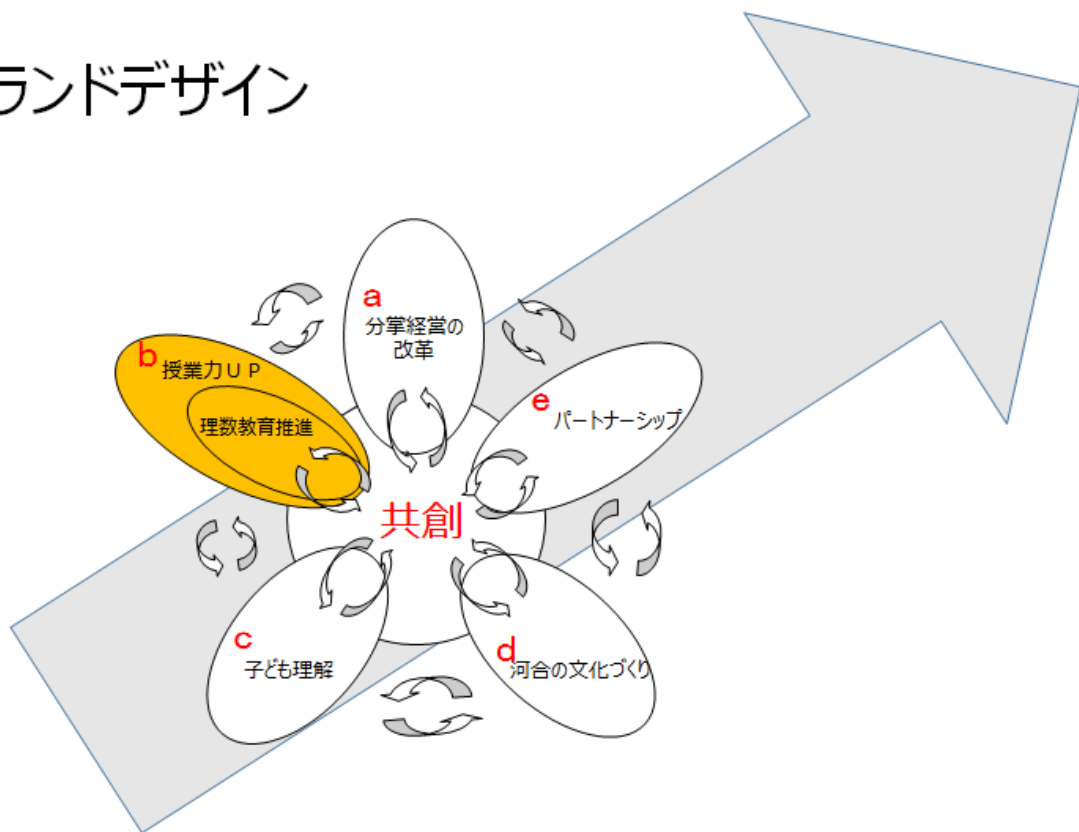 ランドデザイン
a
分掌経営の
改革
b 授業力ＵＰ
理数教育推進
e
パートナーシップ
共創
c
子ども理解
d
河合の文化づくり